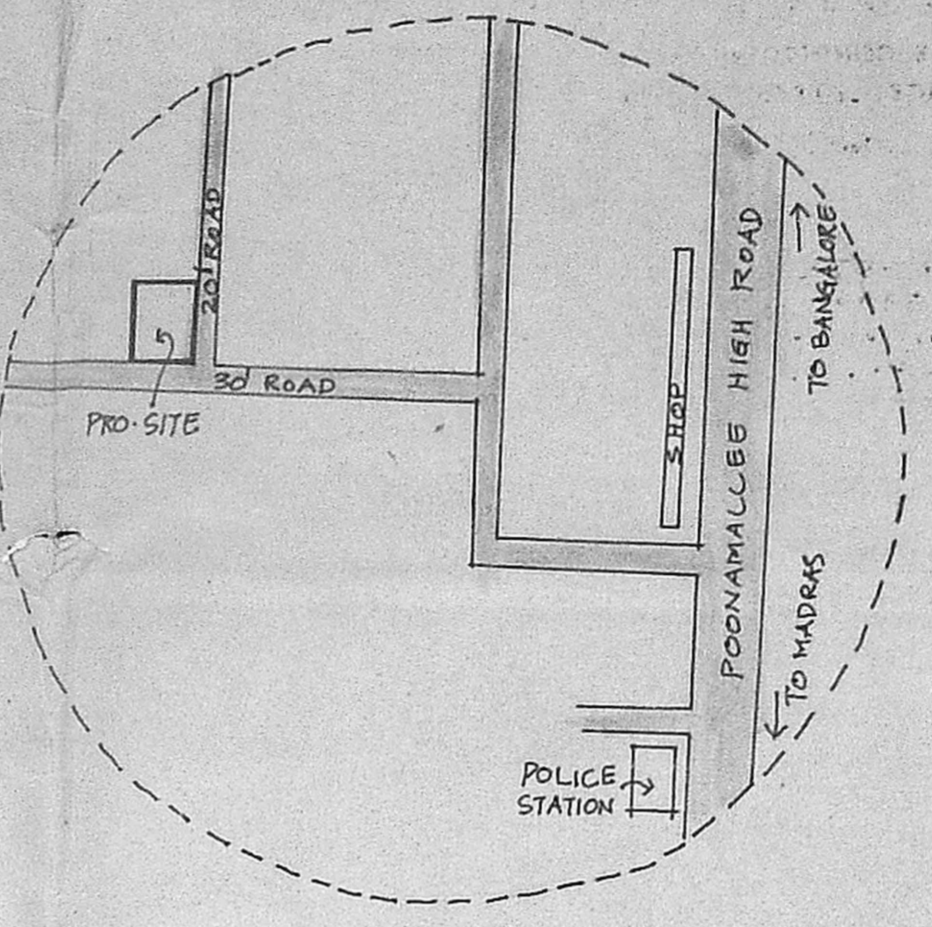 20' ROAD
30' ROAD
PRO·SITE
SHOP
POONAMALLEE HIGH ROAD
→
TO BANGALORE
← TO MADRAS
POLICE
STATION